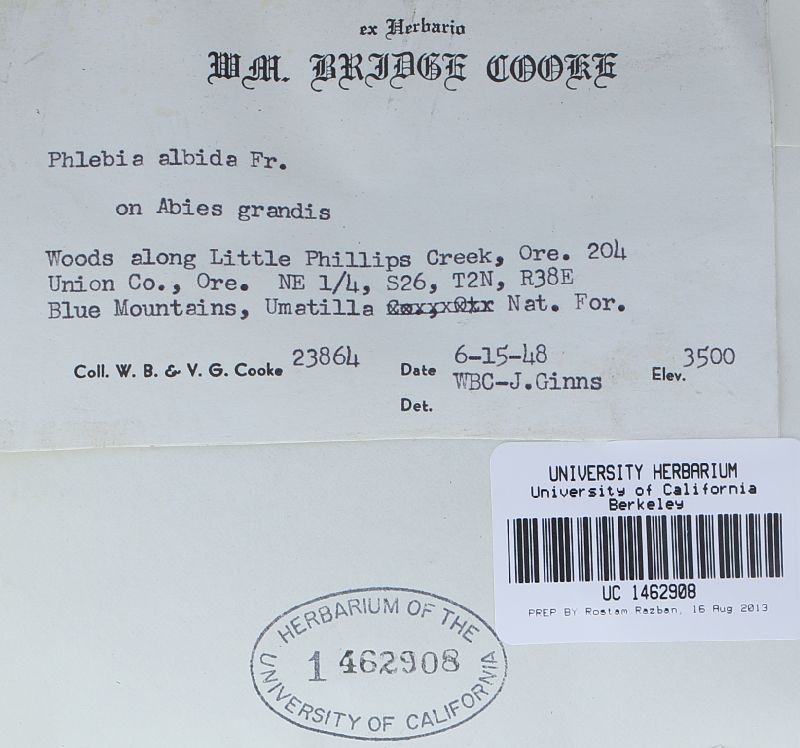 ex Herbario
WM. BRIDGE COOKE
Phlebia albida Fr.
on Abies grandis
Woods along Little Phillips Creek, Ore. 204
Union Co., Ore. NE 1/4, S26, T2N, R38E
Blue Mountains, Umatilla Nat. For.
Coll. W. B. & V. G. Cooke 23864 Date 6-15-48 Elev. 3500
WBC-J.Ginns
Det.
UNIVERSITY HERBARIUM
University of California
Berkeley
UC 1462908
PREP BY Rostam Razban, 16 Aug 2013
HERBARIUM OF THE
1 462908
UNIVERSITY OF CALIFORNIA